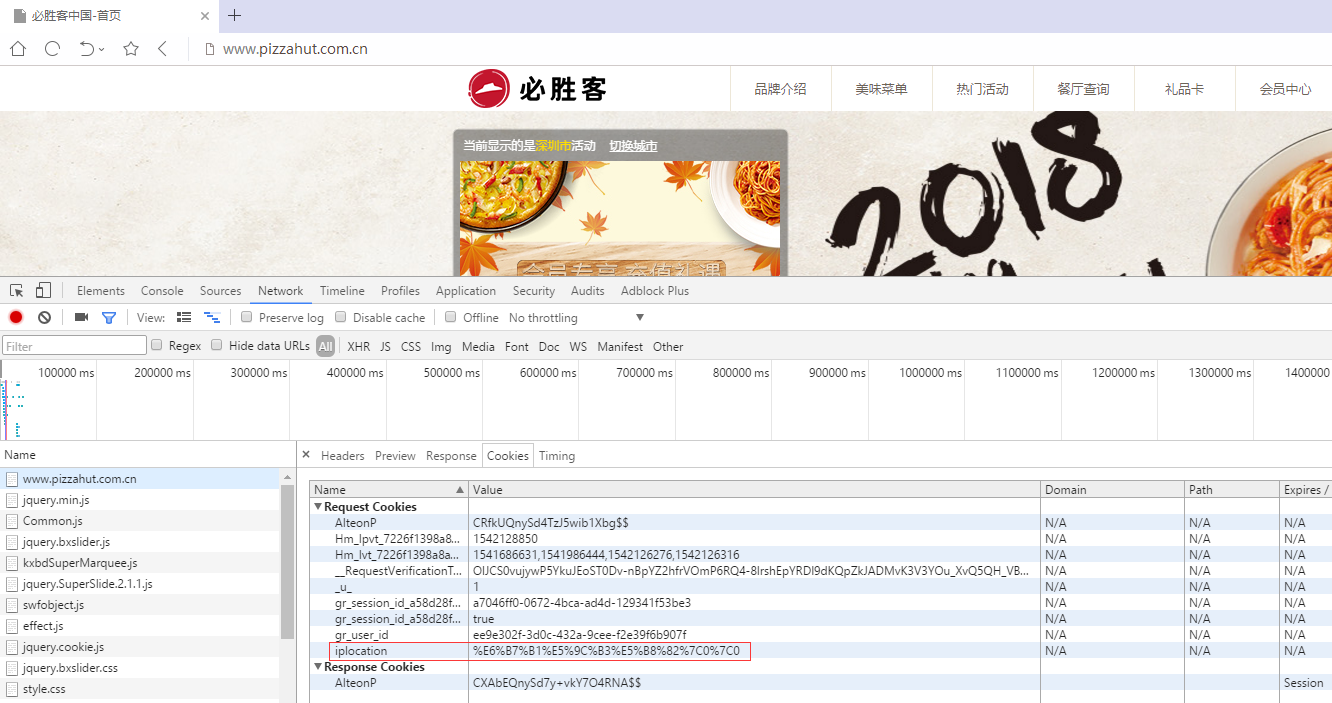 必胜客中国-首页
www.pizzahut.com.cn
必胜客
品牌介绍 美味菜单 热门活动 餐厅查询 礼品卡 会员中心
当前显示的是深圳市活动 切换城市
2018
会员专享 充值礼遇
Elements Console Sources Network Timeline Profiles Application Security Audits Adblock Plus
View: Preserve log Disable cache Offline No throttling
Filter Regex Hide data URLs All XHR JS CSS Img Media Font Doc WS Manifest Other
100000 ms 200000 ms 300000 ms 400000 ms 500000 ms 600000 ms 700000 ms 800000 ms 900000 ms 1000000 ms 1100000 ms 1200000 ms 1300000 ms 1400000
Name
www.pizzahut.com.cn
jquery.min.js
Common.js
jquery.bxslider.js
kxbdSuperMarquee.js
jquery.SuperSlide.2.1.1.js
swfobject.js
effect.js
jquery.cookie.js
jquery.bxslider.css
style.css
Headers Preview Response Cookies Timing
Name Value Domain Path Expires /
Request Cookies
AlteonP CRfkUQnySd4TzJ5wib1Xbg$$ N/A N/A N/A
Hm_lpvt_7226f1398a8... 1542128850 N/A N/A N/A
Hm_lvt_7226f1398a8a... 1541686631,1541986444,1542126276,1542126316 N/A N/A N/A
__RequestVerificationT... OlJCS0vujywP5YkuJEoST0Dv-nBpYZ2hfrVOmP6RQ4-8IrshEpYRDl9dKQpZkJADMvK3V3YOu_XvQ5QH_VB... N/A N/A N/A
_u_ 1 N/A N/A N/A
gr_session_id_a58d28f... a7046ff0-0672-4bca-ad4d-129341f53be3 N/A N/A N/A
gr_session_id_a58d28f... true N/A N/A N/A
gr_user_id ee9e302f-3d0c-432a-9cee-f2e39f6b907f N/A N/A N/A
iplocation %E6%B7%B1%E5%9C%B3%E5%B8%82%7C0%7C0 N/A N/A N/A
Response Cookies
AlteonP CXAbEQnySd7y+vkY7O4RNA$$ Session